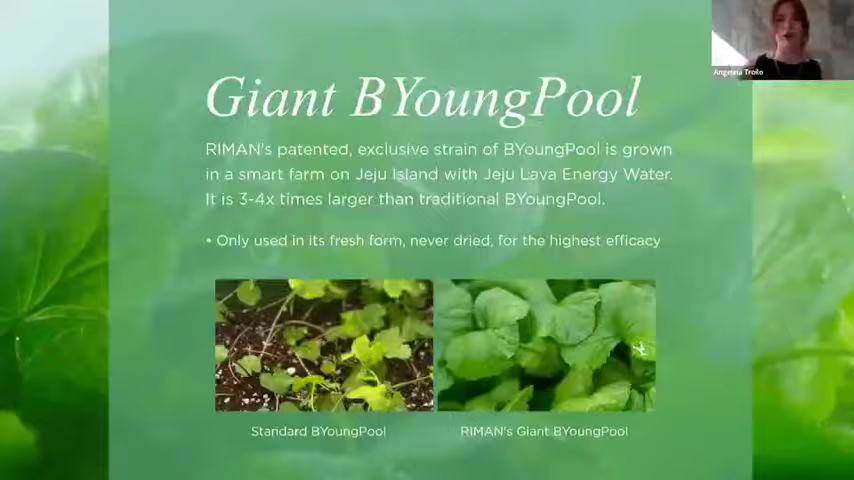 Angelina Troilo
Giant BYoungPool
RIMAN's patented, exclusive strain of BYoungPool is grown
in a smart farm on Jeju Island with Jeju Lava Energy Water.
It is 3-4x times larger than traditional BYoungPool.
• Only used in its fresh form, never dried, for the highest efficacy
Standard BYoungPool
RIMAN's Giant BYoungPool